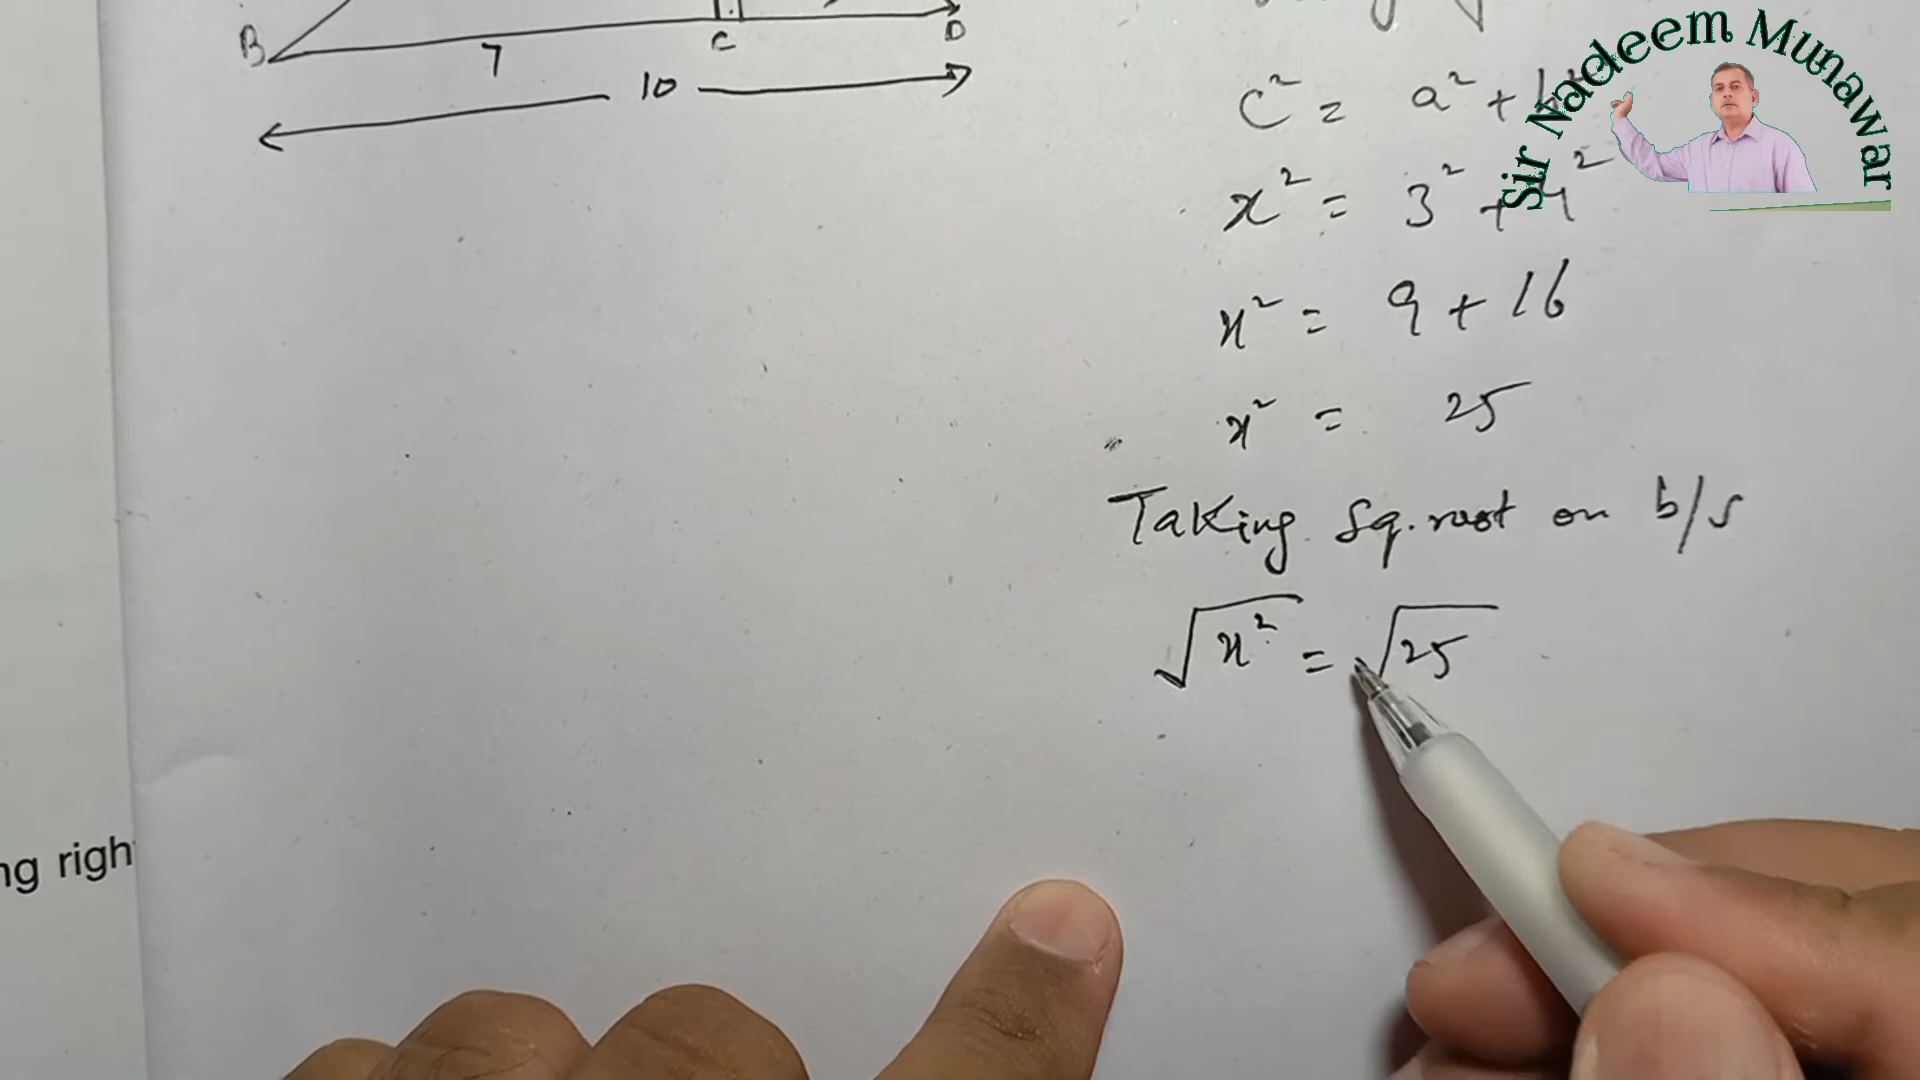 B 7 C D
10
c² = a² + b²
x² = 3² + 4²
x² = 9 + 16
x² = 25
Taking Sq. root on b/s
√x² = √25
ng righ
Sir Nadeem Munawar